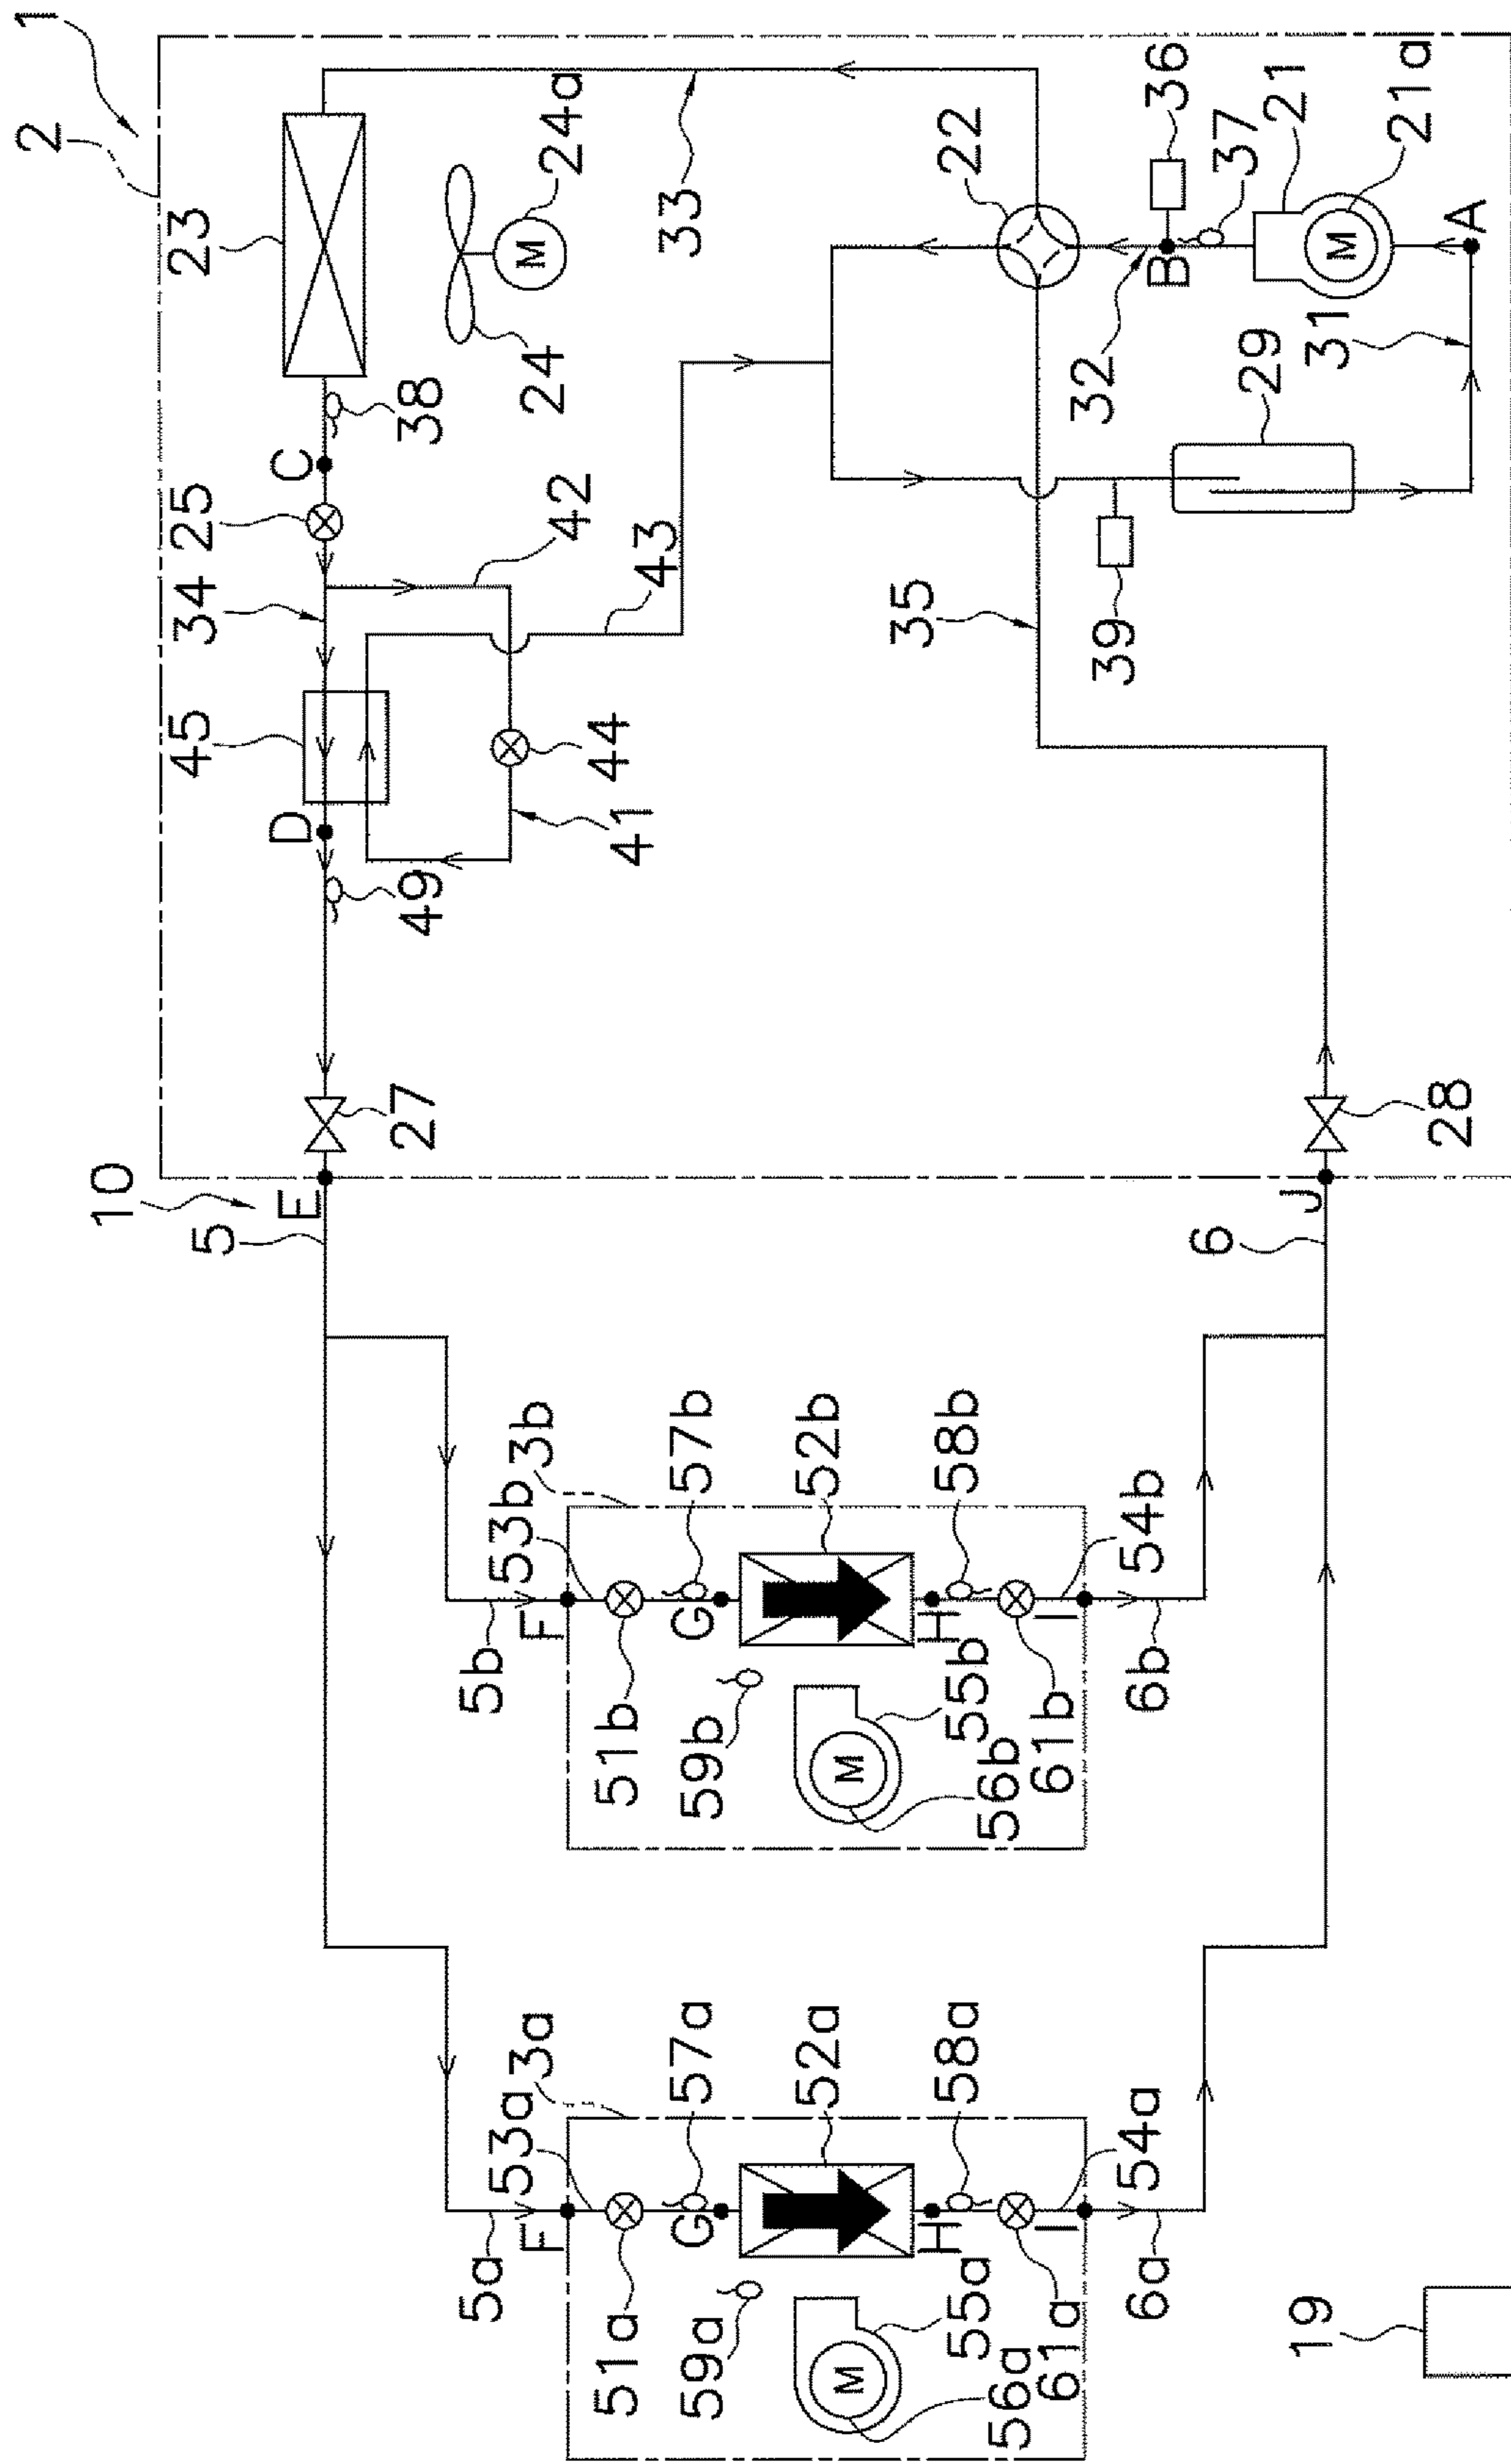 1
2
23
24a
24
33
22
36
37
21
21a
A
B
32
31
29
38
C
25
42
34
43
35
39
45
44
D
41
49
27
28
10
E
J
5
6
3b
53b
57b
52b
58b
54b
F
G
H
I
5b
51b
59b
55b
56b
61b
6b
3a
53a
57a
52a
58a
54a
F
G
H
I
5a
51a
59a
55a
56a
61a
6a
19
M
M
M
M